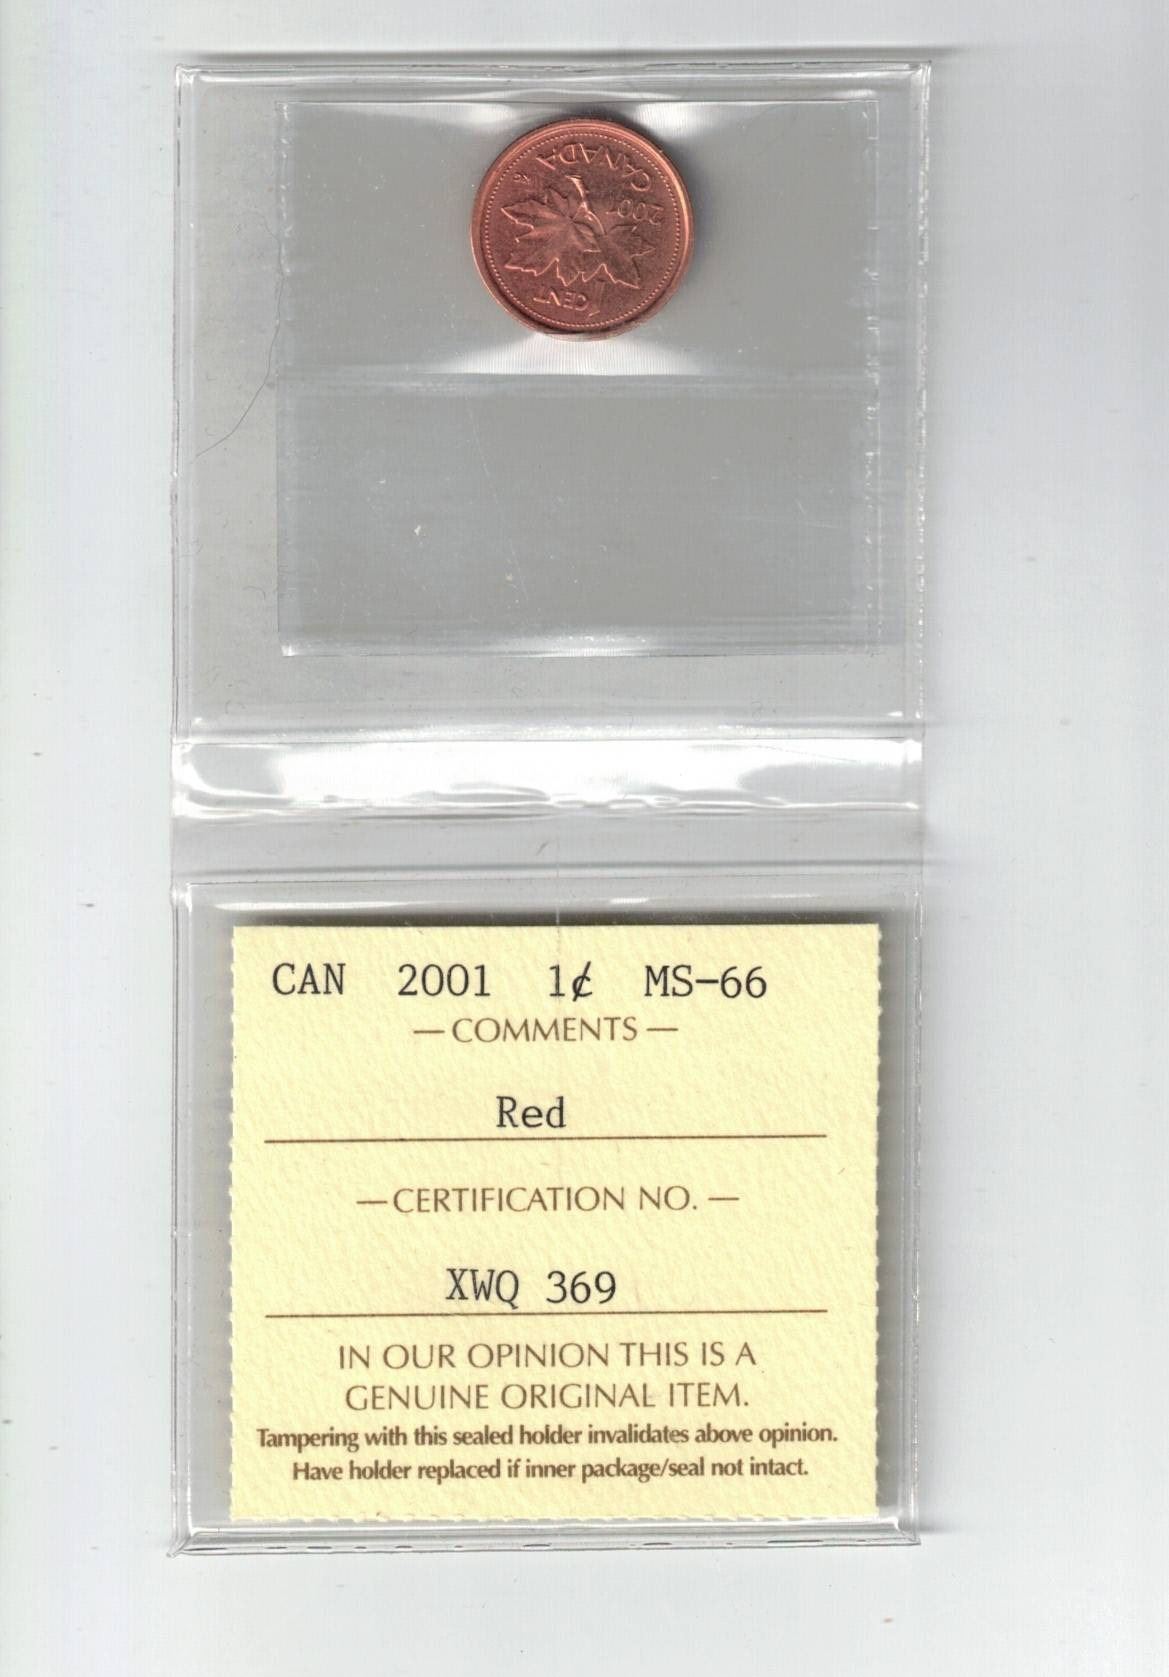 CANADA
2001
1 CENT
CAN 2001 1¢ MS-66
— COMMENTS —
Red
— CERTIFICATION NO. —
XWQ 369
IN OUR OPINION THIS IS A
GENUINE ORIGINAL ITEM.
Tampering with this sealed holder invalidates above opinion.
Have holder replaced if inner package/seal not intact.